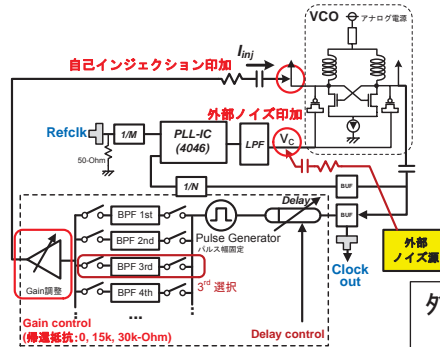 VCO
アナログ電源
自己インジェクション印加
Iinj
外部ノイズ印加
Refclk
1/M
PLL-IC
(4046)
LPF
VC
50-Ohm
1/N
BUF
Delay
BUF
BPF 1st
BPF 2nd
BPF 3rd
BPF 4th
...
...
Pulse Generator
パルス幅固定
3rd 選択
Gain調整
Clock
out
外部
ノイズ源
Gain control
(帰還抵抗:0, 15k, 30k-Ohm)
Delay control